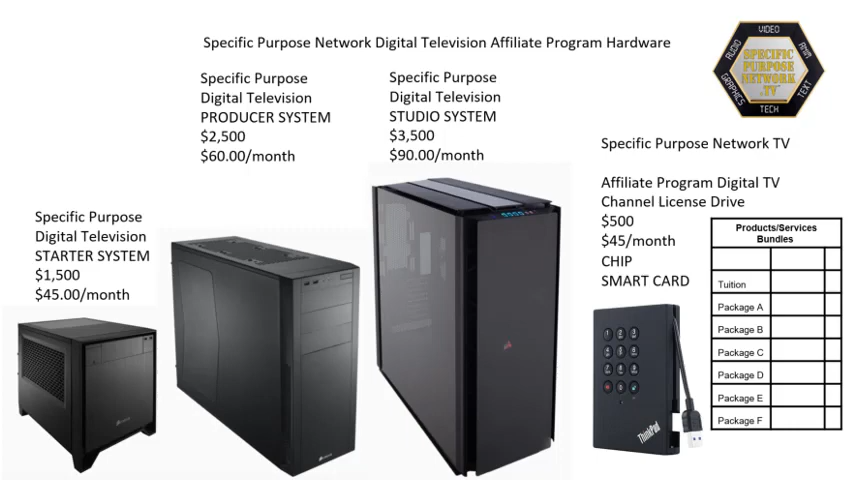 Specific Purpose Network Digital Television Affiliate Program Hardware
VIDEO
AUDIO
ANIM
SPECIFIC
PURPOSE
NETWORK
.TV
GRAPHICS
TEXT
TECH
Specific Purpose
Digital Television
PRODUCER SYSTEM
$2,500
$60.00/month
Specific Purpose
Digital Television
STUDIO SYSTEM
$3,500
$90.00/month
Specific Purpose Network TV
Affiliate Program Digital TV
Channel License Drive
$500
$45/month
CHIP
SMART CARD
Specific Purpose
Digital Television
STARTER SYSTEM
$1,500
$45.00/month
Products/Services
Bundles
Tuition
Package A
Package B
Package C
Package D
Package E
Package F
ThinkPad